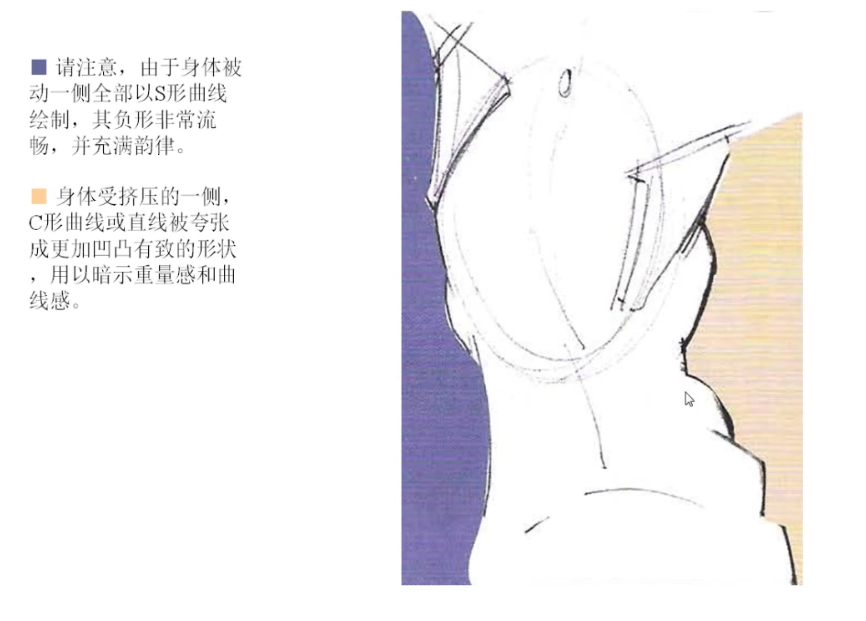 ■ 请注意，由于身体被
动一侧全部以S形曲线
绘制，其负形非常流
畅，并充满韵律。
■ 身体受挤压的一侧，
C形曲线或直线被夸张
成更加凹凸有致的形状
，用以暗示重量感和曲
线感。